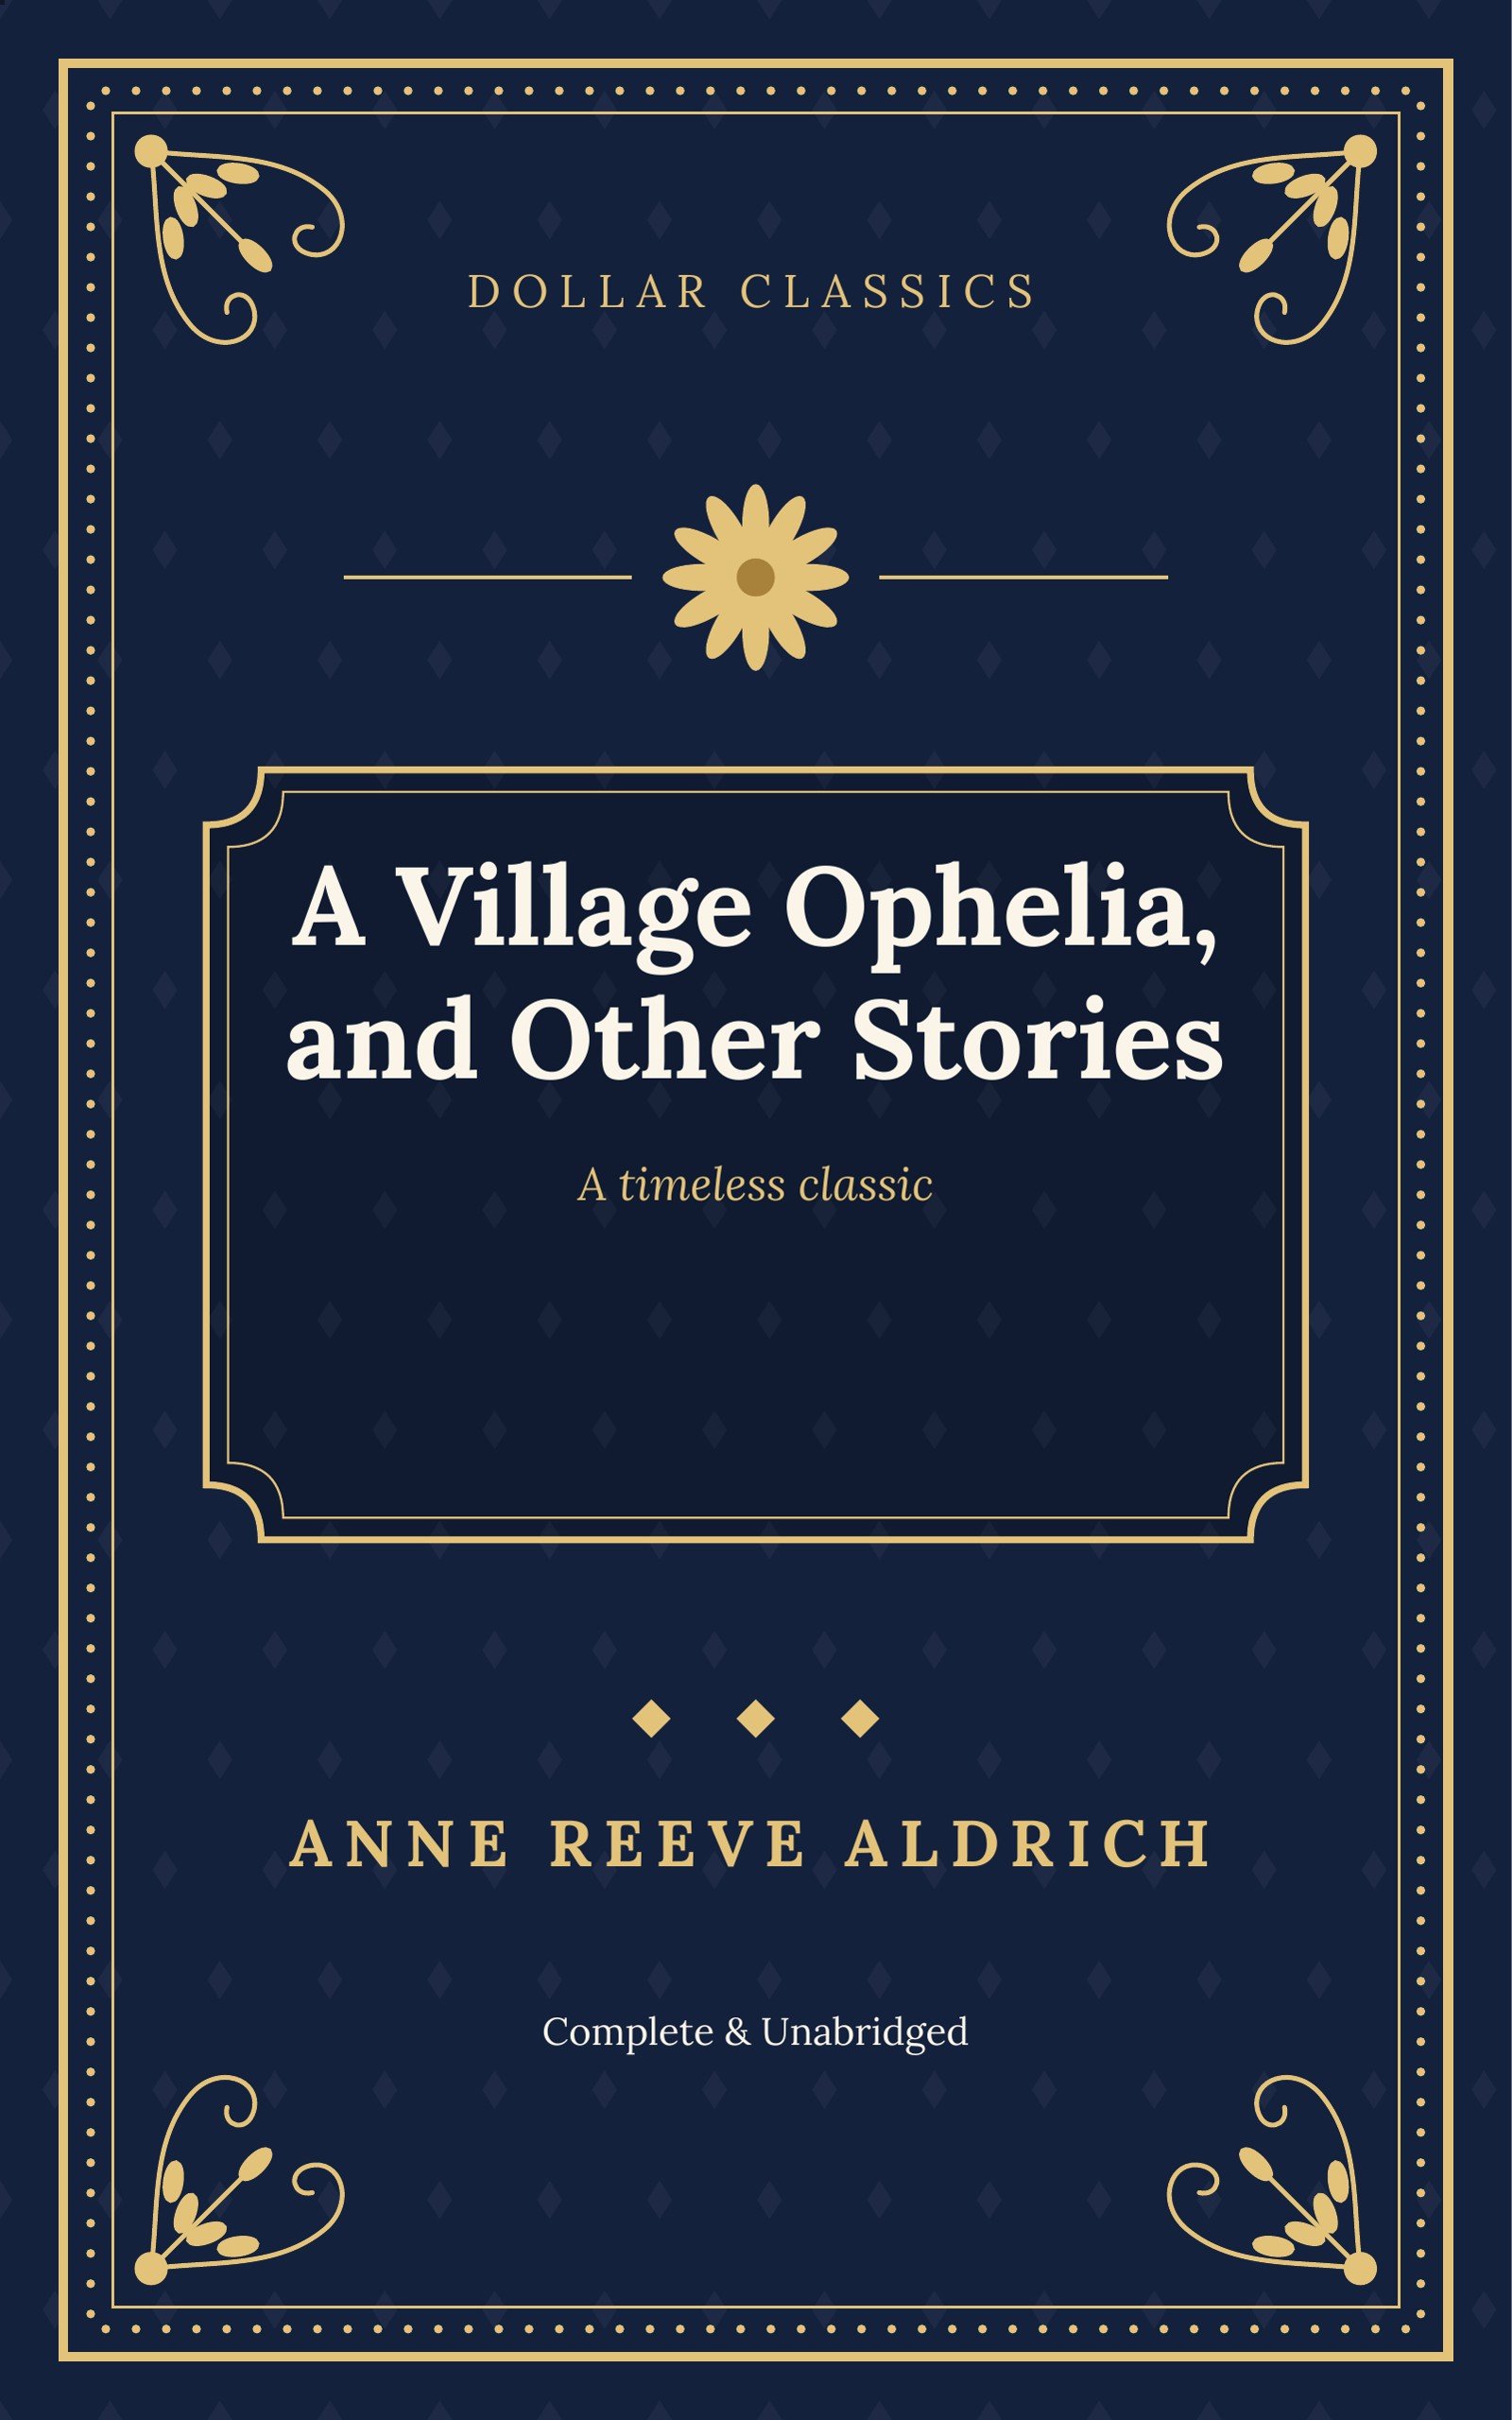 DOLLAR CLASSICS
A Village Ophelia,
and Other Stories
A timeless classic
ANNE REEVE ALDRICH
Complete & Unabridged